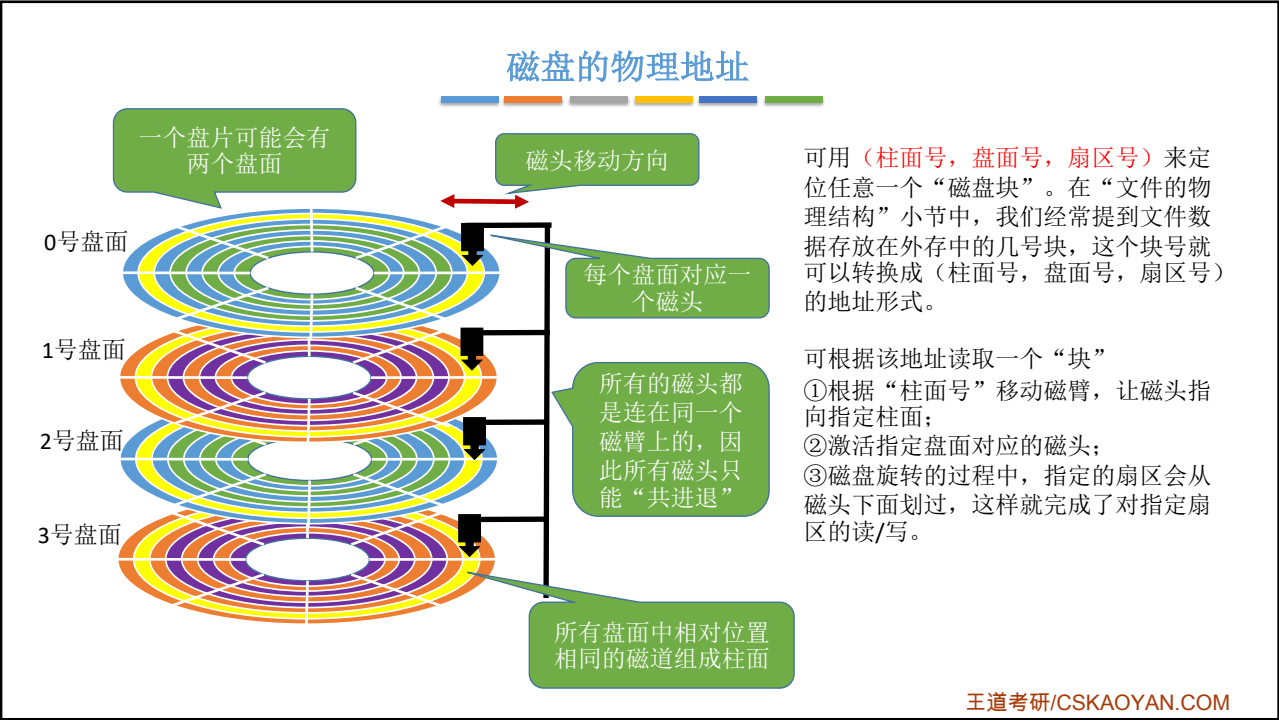 磁盘的物理地址
一个盘片可能会有
两个盘面
磁头移动方向
0号盘面
每个盘面对应一
个磁头
1号盘面
所有的磁头都
是连在同一个
磁臂上的，因
此所有磁头只
能“共进退”
2号盘面
3号盘面
所有盘面中相对位置
相同的磁道组成柱面
可用（柱面号，盘面号，扇区号）来定
位任意一个“磁盘块”。在“文件的物
理结构”小节中，我们经常提到文件数
据存放在外存中的几号块，这个块号就
可以转换成（柱面号，盘面号，扇区号）
的地址形式。
可根据该地址读取一个“块”
①根据“柱面号”移动磁臂，让磁头指
向指定柱面；
②激活指定盘面对应的磁头；
③磁盘旋转的过程中，指定的扇区会从
磁头下面划过，这样就完成了对指定扇
区的读/写。
王道考研/CSKAOYAN.COM